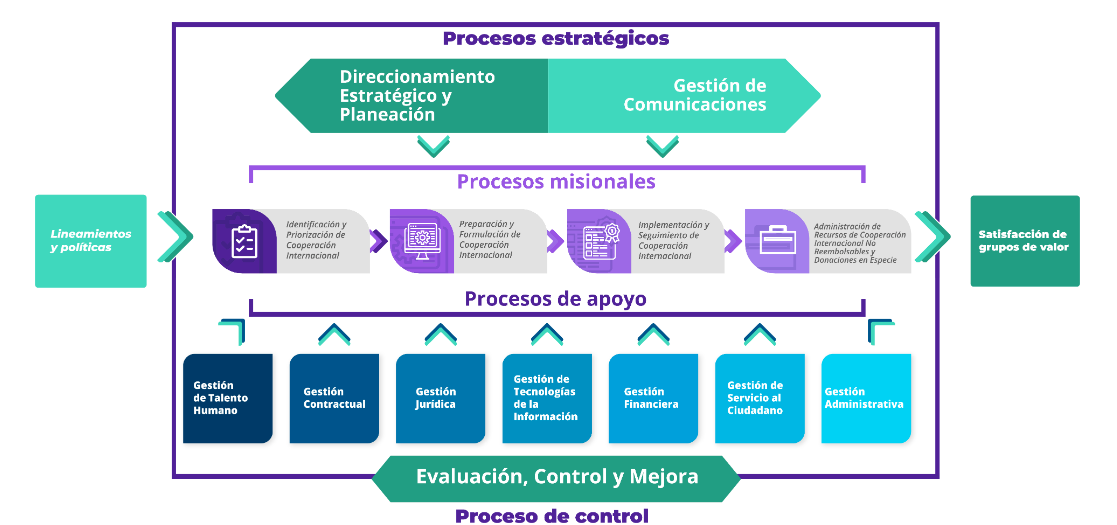 Procesos estratégicos
Direccionamiento
Estratégico y
Planeación
Gestión de
Comunicaciones
Procesos misionales
Lineamientos
y políticas
Identificación y
Priorización de
Cooperación
Internacional
Preparación y
Formulación de
Cooperación
Internacional
Implementación y
Seguimiento de
Cooperación
Internacional
Administración de
Recursos de Cooperación
Internacional No
Reembolsables y
Donaciones en Especie
Satisfacción de
grupos de valor
Procesos de apoyo
Gestión
de Talento
Humano
Gestión
Contractual
Gestión
Jurídica
Gestión de
Tecnologías
de la
Información
Gestión
Financiera
Gestión de
Servicio al
Ciudadano
Gestión
Administrativa
Evaluación, Control y Mejora
Proceso de control